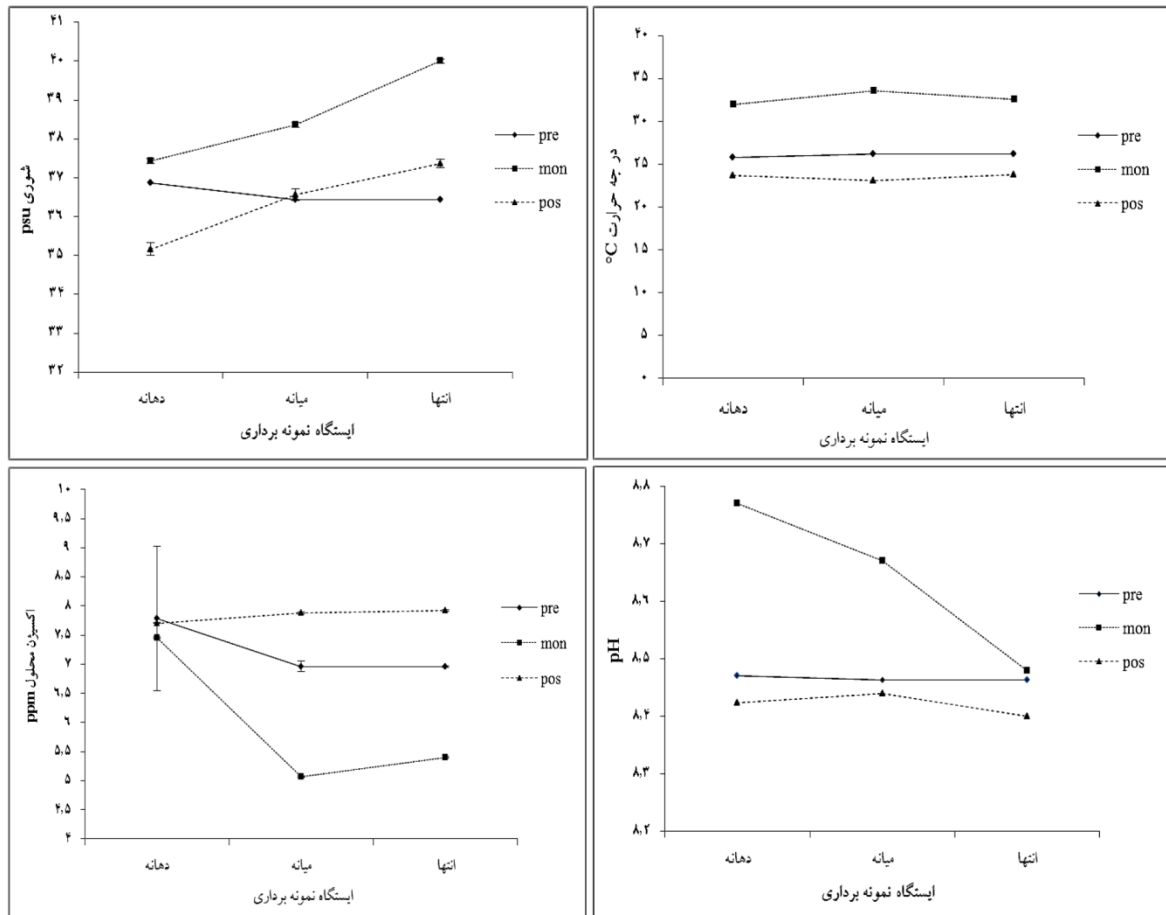 ۴۱
۴۰
۳۹
۳۸
۳۷
۳۶
۳۵
۳۴
۳۳
۳۲
شوری psu
دهانه
میانه
انتها
ایستگاه نمونه برداری
pre
mon
pos
۴۰
۳۵
۳۰
۲۵
۲۰
۱۵
۱۰
۵
۰
در جه حرارت °C
دهانه
میانه
انتها
ایستگاه نمونه برداری
pre
mon
pos
۱۰
۹,۵
۹
۸,۵
۸
۷,۵
۷
۶,۵
۶
۵,۵
۵
۴,۵
۴
اکسیژن محلول ppm
دهانه
میانه
انتها
ایستگاه نمونه برداری
pre
mon
pos
۸,۸
۸,۷
۸,۶
۸,۵
۸,۴
۸,۳
۸,۲
pH
دهانه
میانه
انتها
ایستگاه نمونه برداری
pre
mon
pos